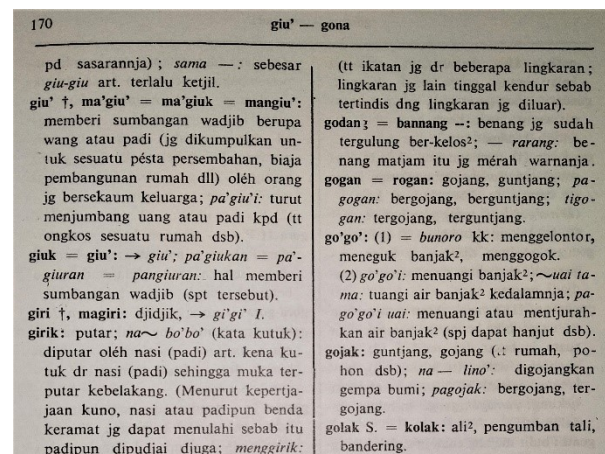 170
giu' — gona
pd sasarannja) ; sama —: sebesar
giu-giu art. terlalu ketjil.
giu' †, ma'giu' = ma'giuk = mangiu':
memberi sumbangan wadjib berupa
wang atau padi (jg dikumpulkan un-
tuk sesuatu pésta persembahan, biaja
pembangunan rumah dll) oléh orang
jg bersekaum keluarga; pa'giu'i: turut
menjumbang uang atau padi kpd (tt
ongkos sesuatu rumah dsb).
giuk = giu': → giu'; pa'giukan = pa'-
giuran = pangiuran: hal memberi
sumbangan wadjib (spt tersebut).
giri †, magiri: djidjik, → gi'gi' I.
girik: putar; na∼ bo'bo' (kata kutuk):
diputar oléh nasi (padi) art. kena ku-
tuk dr nasi (padi) sehingga muka ter-
putar kebelakang. (Menurut kepertja-
jaan kuno, nasi atau padipun benda
keramat jg dapat menulahi sebab itu
padipun dipudjai djuga; menggirik:
(tt ikatan jg dr beberapa lingkaran;
lingkaran jg lain tinggal kendur sebab
tertindis dng lingkaran jg diluar).
godang = bannang –: benang jg sudah
tergulung ber-kelos²; — rarang: be-
nang matjam itu jg mérah warnanja.
gogan = rogan: gojang, guntjang; pa-
gogan: bergojang, berguntjang; tigo-
gan: tergojang, terguntjang.
go'go': (1) = bunoro kk: menggelontor,
meneguk banjak², menggogok.
(2) go'go'i: menuangi banjak²; ∼uai ta-
ma: tuangi air banjak² kedalamnja; pa-
go'go'i uai: menuangi atau mentjurah-
kan air banjak² (spj dapat hanjut dsb).
gojak: guntjang, gojang (.t rumah, po-
hon dsb); na — lino': digojangkan
gempa bumi; pagojak: bergojang, ter-
gojang.
golak S. = kolak: ali², pengumban tali,
bandering.